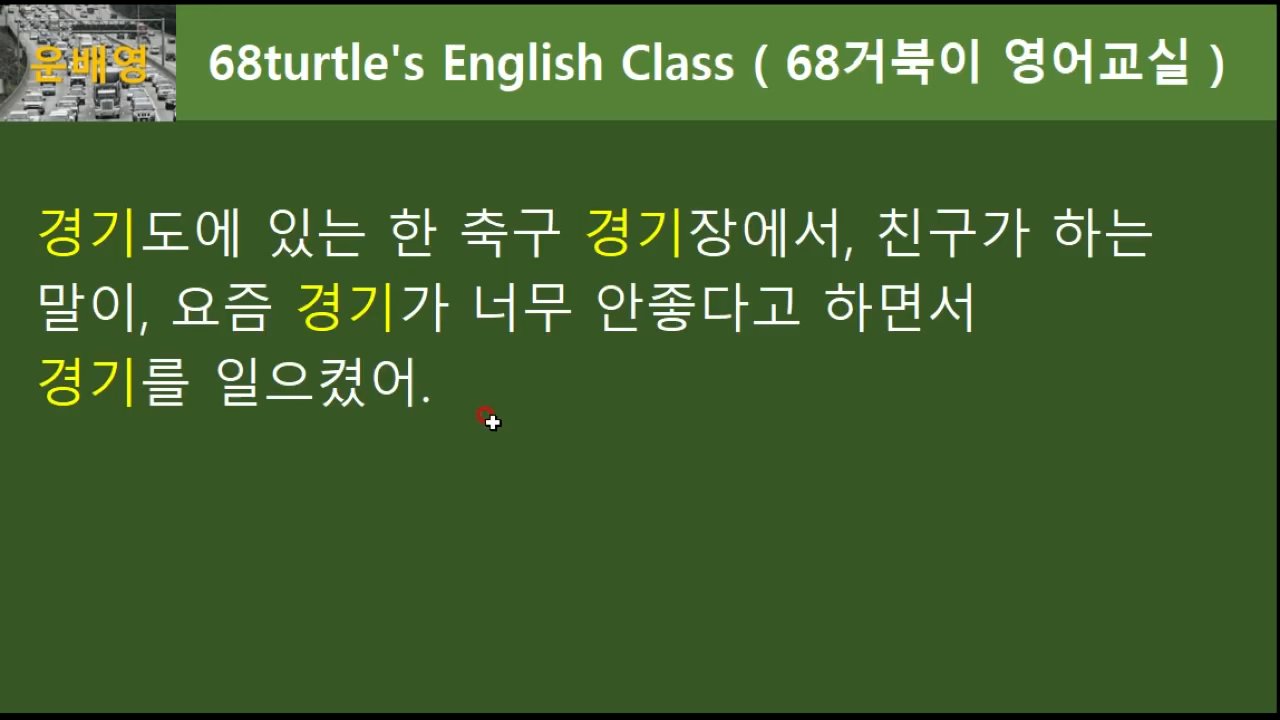 운배영
68turtle's English Class ( 68거북이 영어교실 )
경기도에 있는 한 축구 경기장에서, 친구가 하는
말이, 요즘 경기가 너무 안좋다고 하면서
경기를 일으켰어.